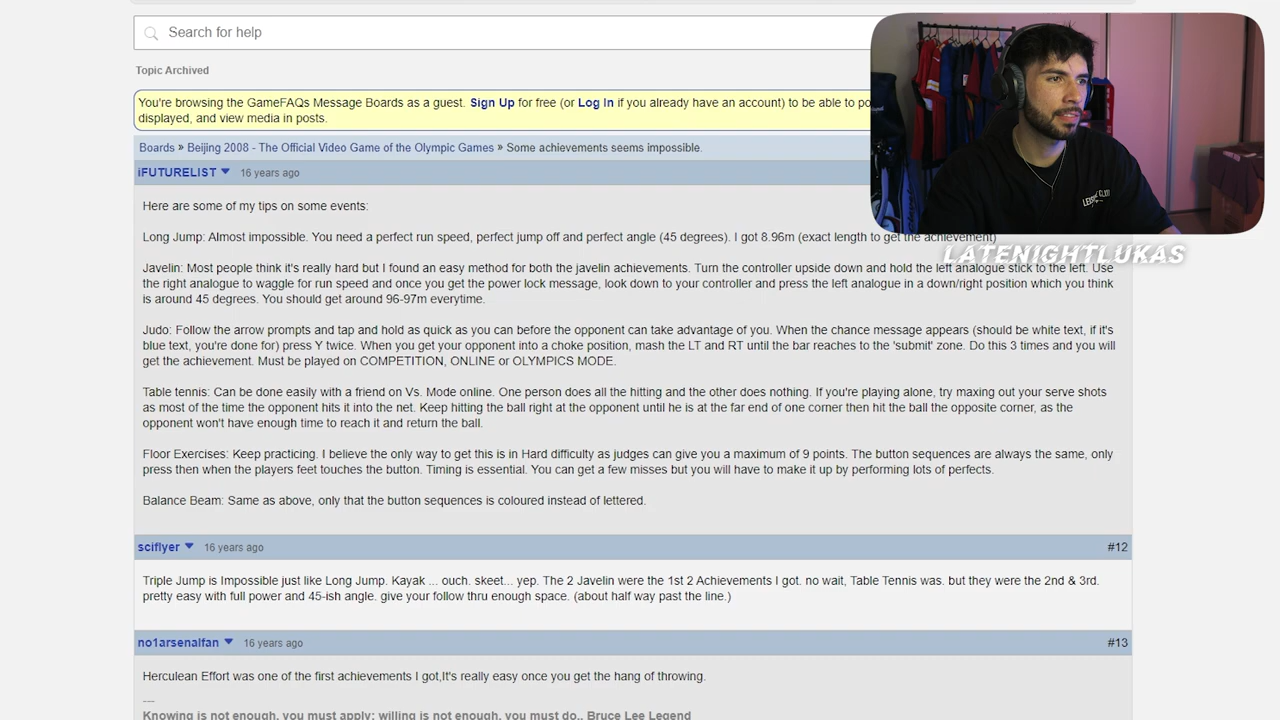 Search for help
Topic Archived
You're browsing the GameFAQs Message Boards as a guest. Sign Up for free (or Log In if you already have an account) to be able to
displayed, and view media in posts.
Boards » Beijing 2008 - The Official Video Game of the Olympic Games » Some achievements seems impossible.
iFUTURELIST 16 years ago
Here are some of my tips on some events:
Long Jump: Almost impossible. You need a perfect run speed, perfect jump off and perfect angle (45 degrees). I got 8.96m (exact length to get the achievement)
LATENIGHTLUKAS
Javelin: Most people think it's really hard but I found an easy method for both the javelin achievements. Turn the controller upside down and hold the left analogue stick to the left. Use
the right analogue to waggle for run speed and once you get the power lock message, look down to your controller and press the left analogue in a down/right position which you think
is around 45 degrees. You should get around 96-97m everytime.
Judo: Follow the arrow prompts and tap and hold as quick as you can before the opponent can take advantage of you. When the chance message appears (should be white text, if it's
blue text, you're done for) press Y twice. When you get your opponent into a choke position, mash the LT and RT until the bar reaches to the 'submit' zone. Do this 3 times and you will
get the achievement. Must be played on COMPETITION, ONLINE or OLYMPICS MODE.
Table tennis: Can be done easily with a friend on Vs. Mode online. One person does all the hitting and the other does nothing. If you're playing alone, try maxing out your serve shots
as most of the time the opponent hits it into the net. Keep hitting the ball right at the opponent until he is at the far end of one corner then hit the ball the opposite corner, as the
opponent won't have enough time to reach it and return the ball.
Floor Exercises: Keep practicing. I believe the only way to get this is in Hard difficulty as judges can give you a maximum of 9 points. The button sequences are always the same, only
press then when the players feet touches the button. Timing is essential. You can get a few misses but you will have to make it up by performing lots of perfects.
Balance Beam: Same as above, only that the button sequences is coloured instead of lettered.
sciflyer 16 years ago #12
Triple Jump is Impossible just like Long Jump. Kayak ... ouch. skeet... yep. The 2 Javelin were the 1st 2 Achievements I got. no wait, Table Tennis was. but they were the 2nd & 3rd.
pretty easy with full power and 45-ish angle. give your follow thru enough space. (about half way past the line.)
no1arsenalfan 16 years ago #13
Herculean Effort was one of the first achievements I got,It's really easy once you get the hang of throwing.
---
Knowing is not enough, you must apply; willing is not enough, you must do.. Bruce Lee Legend